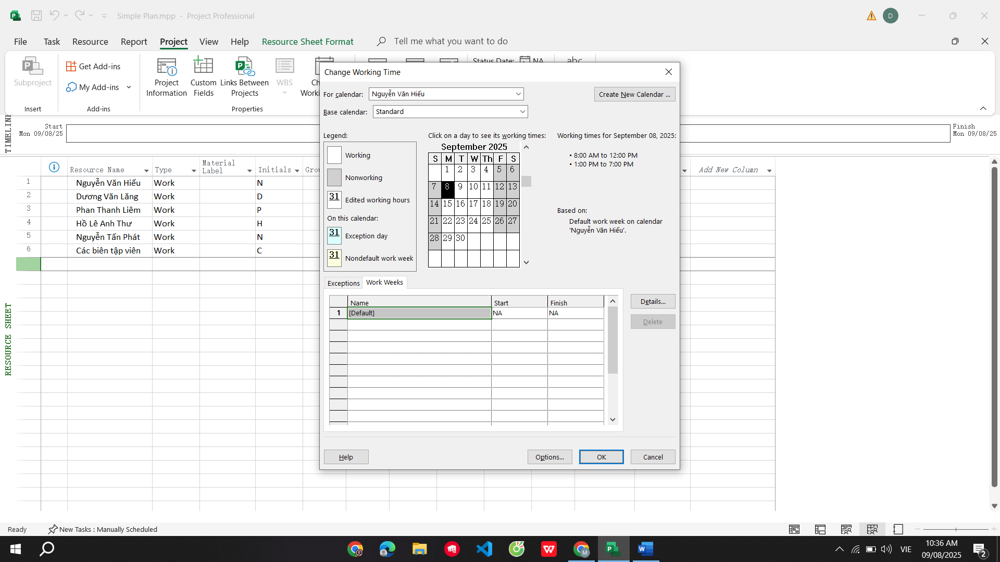 Simple Plan.mpp - Project Professional
D
File Task Resource Report Project View Help Resource Sheet Format Tell me what you want to do
Subproject
Get Add-ins
My Add-ins
Project Information
Custom Fields
Links Between Projects
WBS
Status Date: NA
Insert Add-ins Properties
TIMELINE
Start
Mon 09/08/25
Finish
Mon 09/08/25
Resource Name Type Material Label Initials Add New Column
1 Nguyễn Văn Hiếu Work N
2 Dương Văn Lăng Work D
3 Phan Thanh Liêm Work P
4 Hồ Lê Anh Thư Work H
5 Nguyễn Tấn Phát Work N
6 Các biên tập viên Work C
RESOURCE SHEET
Change Working Time
For calendar: Nguyễn Văn Hiếu
Create New Calendar ...
Base calendar: Standard
Legend:
Working
Nonworking
31 Edited working hours
On this calendar:
31 Exception day
31 Nondefault work week
Click on a day to see its working times:
September 2025
S M T W Th F S
1 2 3 4 5 6
7 8 9 10 11 12 13
14 15 16 17 18 19 20
21 22 23 24 25 26 27
28 29 30
Working times for September 08, 2025:
• 8:00 AM to 12:00 PM
• 1:00 PM to 7:00 PM
Based on:
Default work week on calendar
'Nguyễn Văn Hiếu'.
Exceptions Work Weeks
Name Start Finish
1 [Default] NA NA
Details...
Delete
Help Options... OK Cancel
Ready New Tasks : Manually Scheduled
VIE
10:36 AM
09/08/2025
2